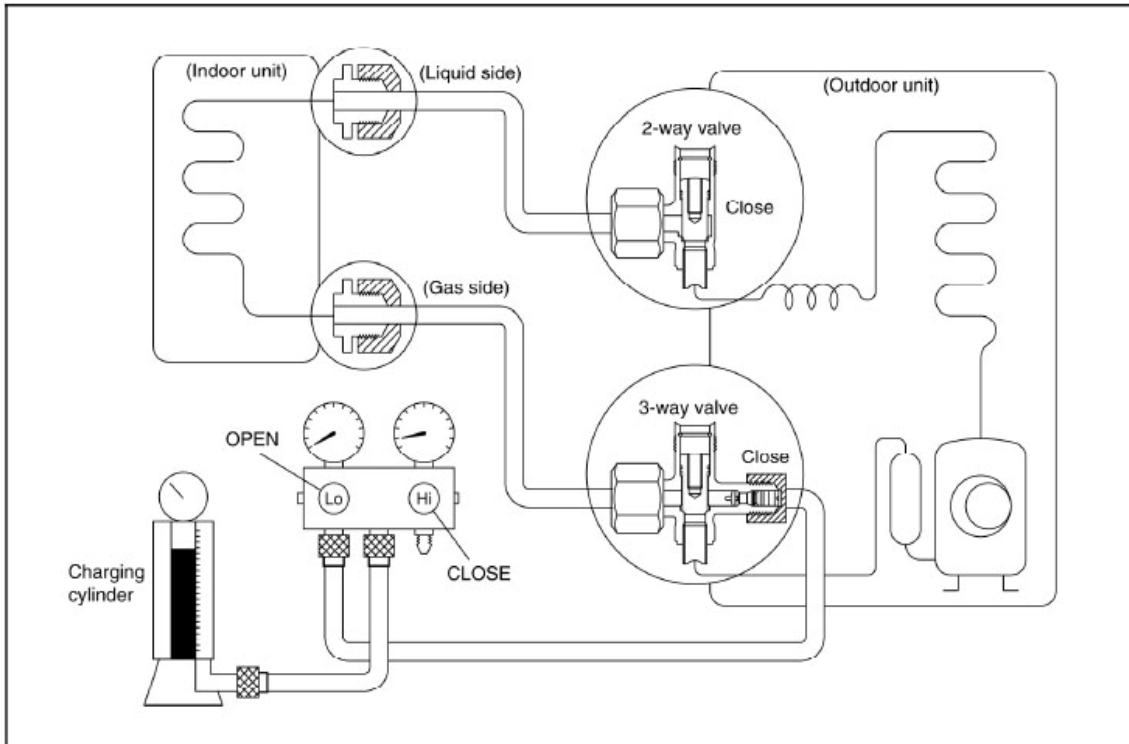 (Indoor unit)
(Liquid side)
(Outdoor unit)
2-way valve
Close
(Gas side)
3-way valve
Close
OPEN
Lo
Hi
CLOSE
Charging
cylinder